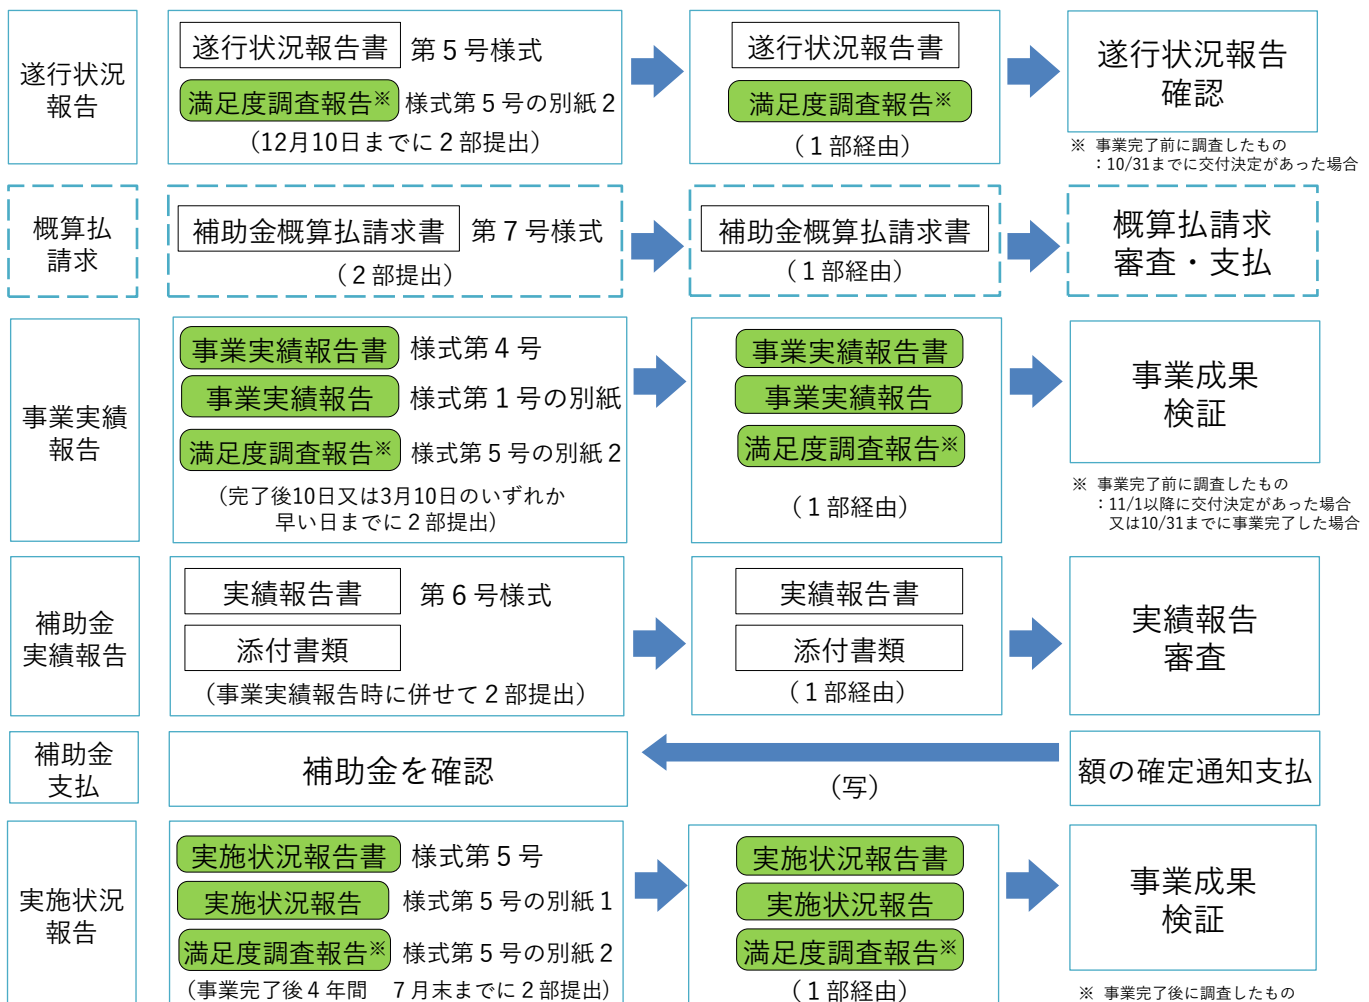 遂行状況
報告
遂行状況報告書 第５号様式
満足度調査報告※ 様式第５号の別紙２
（12月10日までに２部提出）
遂行状況報告書
満足度調査報告※
（１部経由）
遂行状況報告
確認
※ 事業完了前に調査したもの
：10/31までに交付決定があった場合
概算払
請求
補助金概算払請求書 第７号様式
（２部提出）
補助金概算払請求書
（１部経由）
概算払請求
審査・支払
事業実績
報告
事業実績報告書 様式第４号
事業実績報告 様式第１号の別紙
満足度調査報告※ 様式第５号の別紙２
（完了後10日又は3月10日のいずれか
早い日までに２部提出）
事業実績報告書
事業実績報告
満足度調査報告※
（１部経由）
事業成果
検証
※ 事業完了前に調査したもの
：11/1以降に交付決定があった場合
又は10/31までに事業完了した場合
補助金
実績報告
実績報告書 第６号様式
添付書類
（事業実績報告時に併せて２部提出）
実績報告書
添付書類
（１部経由）
実績報告
審査
補助金
支払
補助金を確認
（写）
額の確定通知支払
実施状況
報告
実施状況報告書 様式第５号
実施状況報告 様式第５号の別紙１
満足度調査報告※ 様式第５号の別紙２
（事業完了後４年間　７月末までに２部提出）
実施状況報告書
実施状況報告
満足度調査報告※
（１部経由）
事業成果
検証
※ 事業完了後に調査したもの